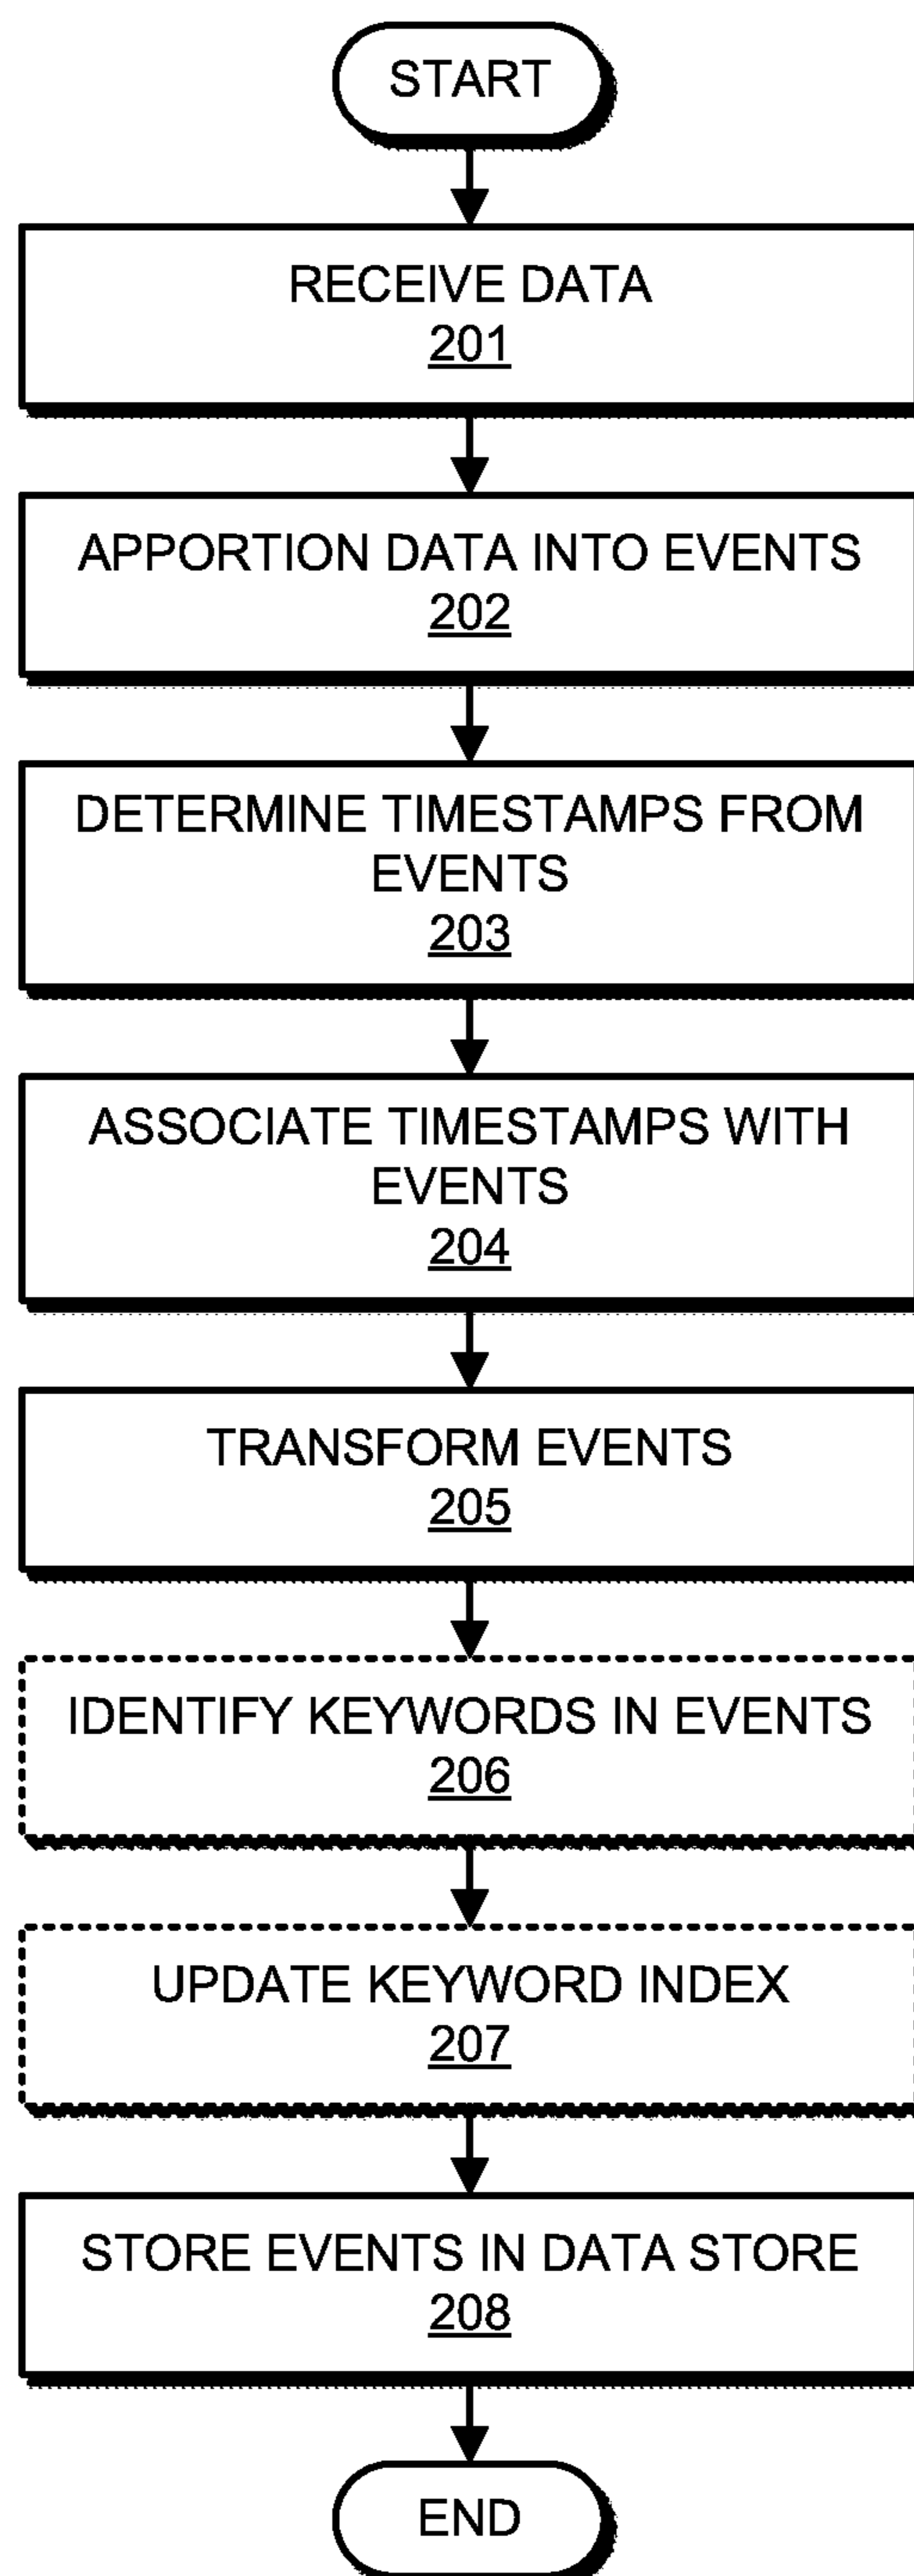 START
RECEIVE DATA
201
APPORTION DATA INTO EVENTS
202
DETERMINE TIMESTAMPS FROM
EVENTS
203
ASSOCIATE TIMESTAMPS WITH
EVENTS
204
TRANSFORM EVENTS
205
IDENTIFY KEYWORDS IN EVENTS
206
UPDATE KEYWORD INDEX
207
STORE EVENTS IN DATA STORE
208
END